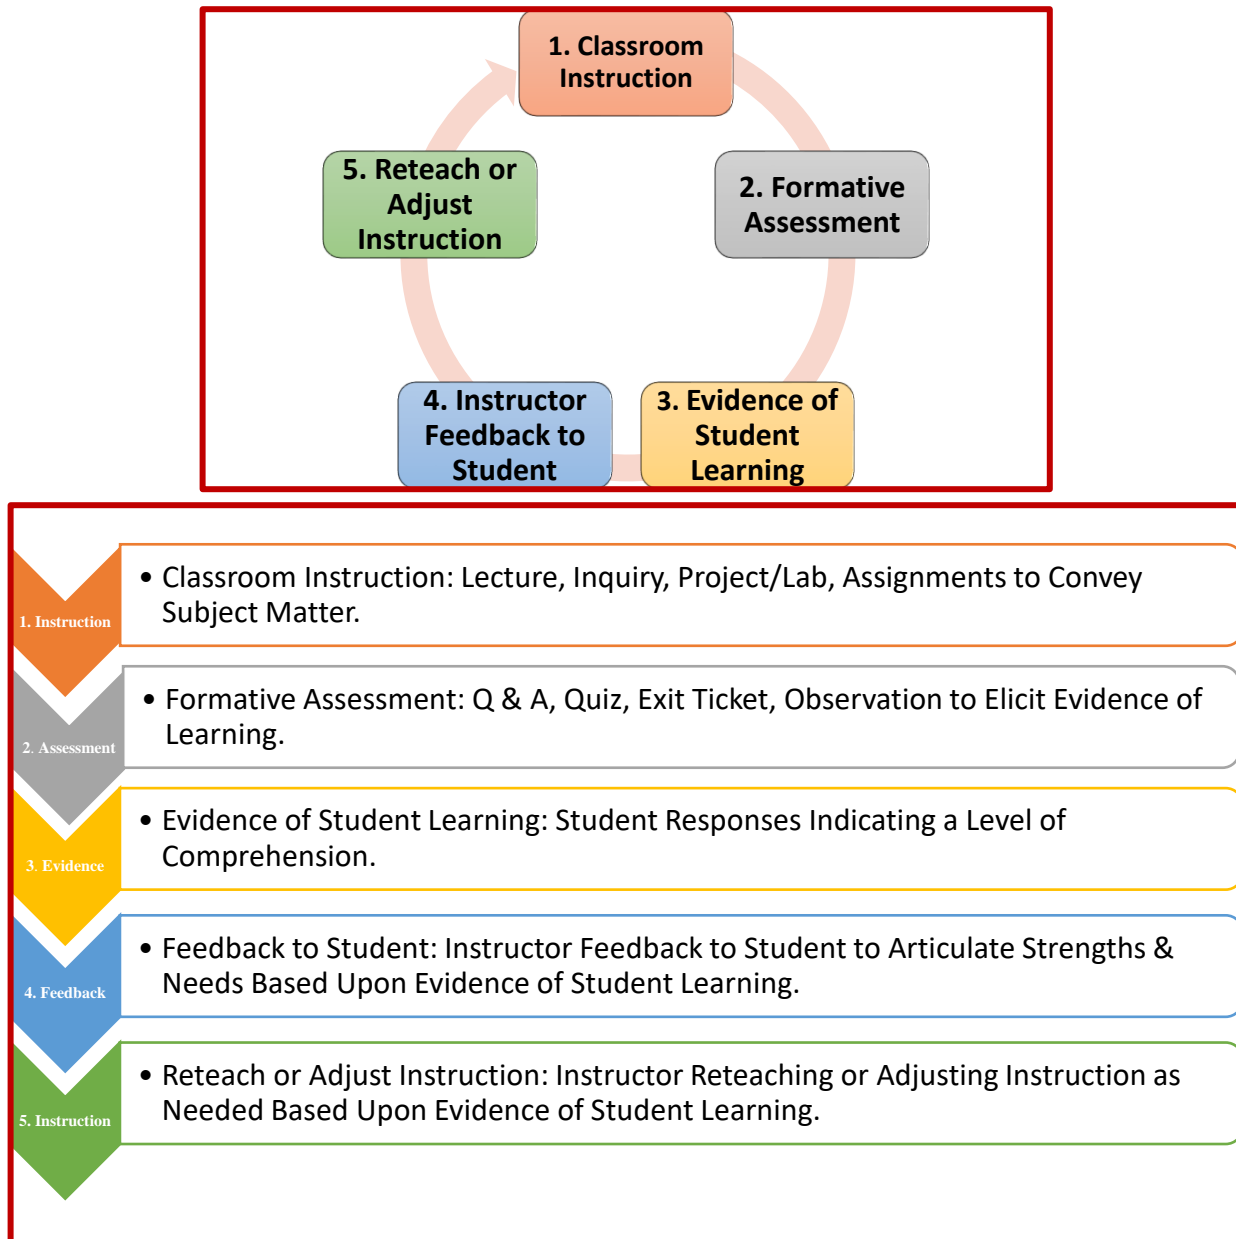 1. Classroom
Instruction
2. Formative
Assessment
3. Evidence of
Student
Learning
4. Instructor
Feedback to
Student
5. Reteach or
Adjust
Instruction
1. Instruction
• Classroom Instruction: Lecture, Inquiry, Project/Lab, Assignments to Convey
Subject Matter.
2. Assessment
• Formative Assessment: Q & A, Quiz, Exit Ticket, Observation to Elicit Evidence of
Learning.
3. Evidence
• Evidence of Student Learning: Student Responses Indicating a Level of
Comprehension.
4. Feedback
• Feedback to Student: Instructor Feedback to Student to Articulate Strengths &
Needs Based Upon Evidence of Student Learning.
5. Instruction
• Reteach or Adjust Instruction: Instructor Reteaching or Adjusting Instruction as
Needed Based Upon Evidence of Student Learning.